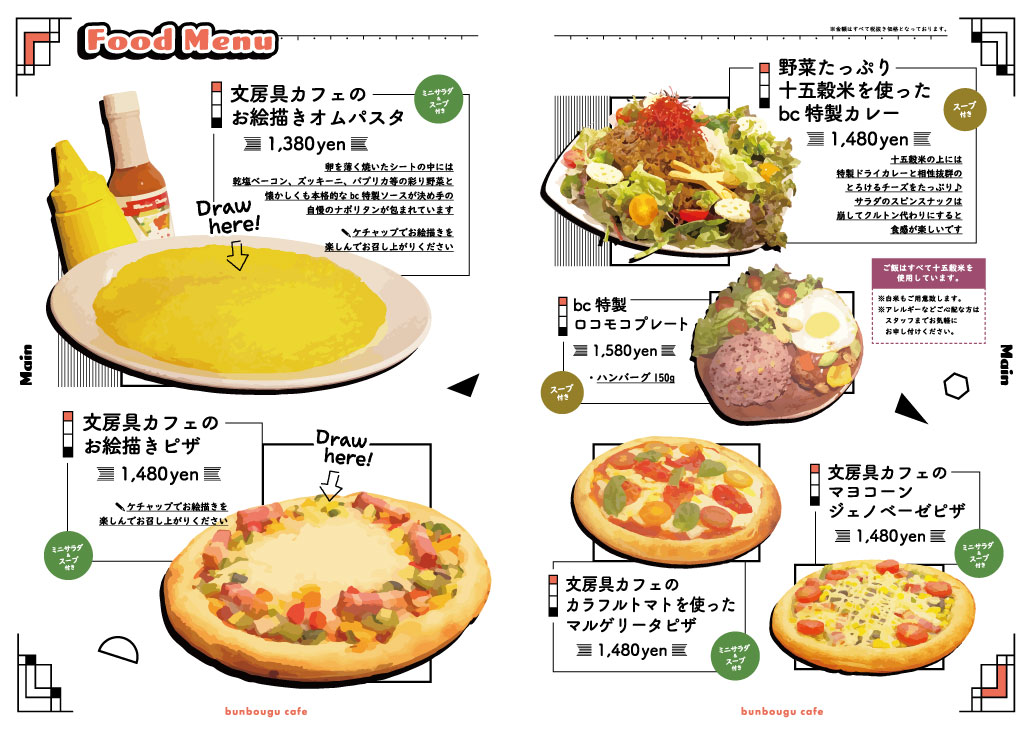 Food Menu
※金額はすべて税抜き価格となっております。
文房具カフェの
お絵描きオムパスタ
1,380yen
ミニサラダ
&
スープ
付き
卵を薄く焼いたシートの中には
乾塩ベーコン、ズッキーニ、パプリカ等の彩り野菜と
懐かしくも本格的なbc特製ソースが決め手の
自慢のナポリタンが包まれています
ケチャップでお絵描きを
楽しんでお召し上がりください
Draw
here!
Main
文房具カフェの
お絵描きピザ
1,480yen
ケチャップでお絵描きを
楽しんでお召し上がりください
ミニサラダ
&
スープ
付き
Draw
here!
bunbougu cafe
野菜たっぷり
十五穀米を使った
bc特製カレー
1,480yen
スープ
付き
十五穀米の上には
特製ドライカレーと相性抜群の
とろけるチーズをたっぷり♪
サラダのスピンスナックは
崩してクルトン代わりにすると
食感が楽しいです
ご飯はすべて十五穀米を
使用しています。
※白米もご用意致します。
※アレルギーなどご心配な方は
スタッフまでお気軽に
お申し付けください。
bc特製
ロコモコプレート
1,580yen
・ハンバーグ 150g
スープ
付き
Main
文房具カフェの
マヨコーン
ジェノベーゼピザ
1,480yen
ミニサラダ
&
スープ
付き
文房具カフェの
カラフルトマトを使った
マルゲリータピザ
1,480yen
ミニサラダ
&
スープ
付き
bunbougu cafe